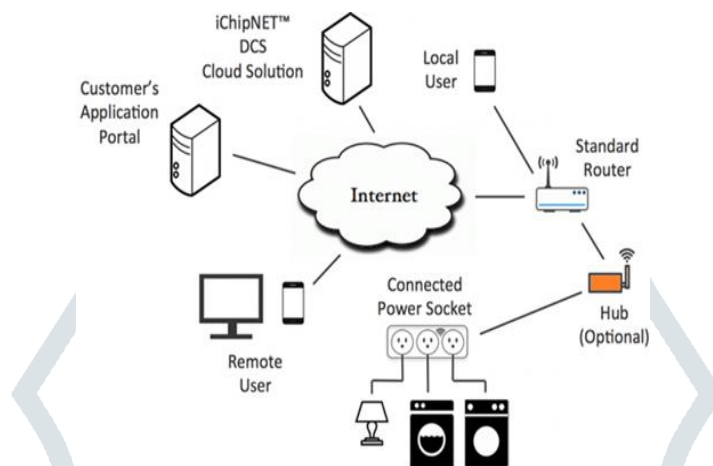 iChipNET™
DCS
Cloud Solution
Customer's
Application
Portal
Local
User
Standard
Router
Internet
Connected
Power Socket
Hub
(Optional)
Remote
User